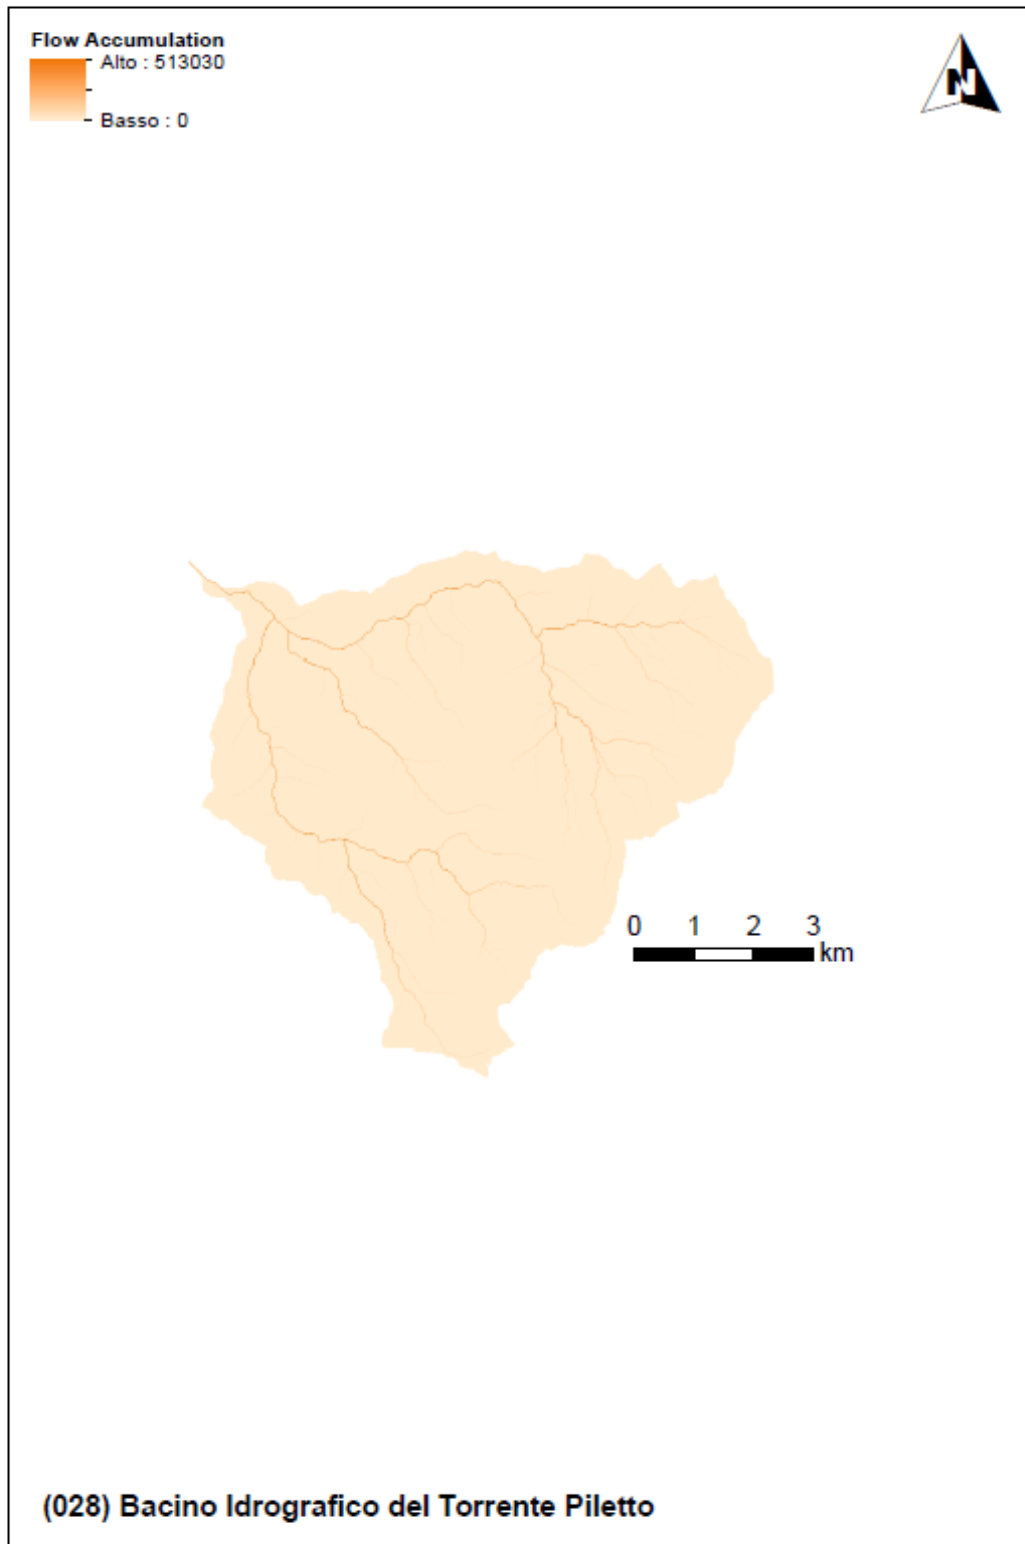 Flow Accumulation
Alto : 513030
Basso : 0
N
0 1 2 3
km
(028) Bacino Idrografico del Torrente Piletto